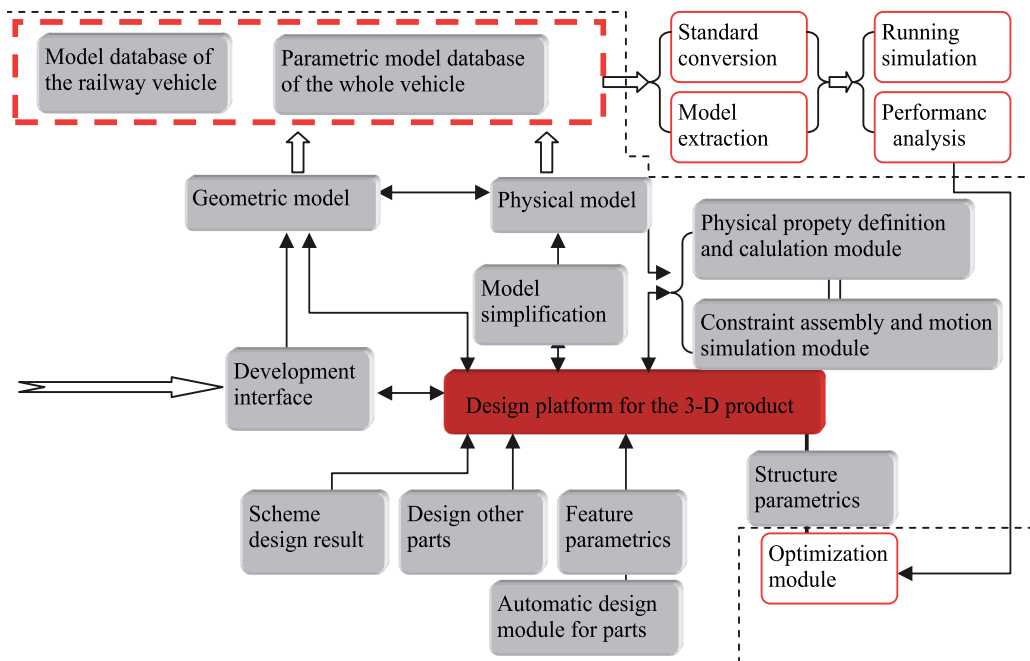 Model database of
the railway vehicle
Parametric model database
of the whole vehicle
Standard
conversion
Running
simulation
Model
extraction
Performanc
analysis
Geometric model
Physical model
Physical propety definition
and calulation module
Model
simplification
Constraint assembly and motion
simulation module
Development
interface
Design platform for the 3-D product
Structure
parametrics
Scheme
design result
Design other
parts
Feature
parametrics
Optimization
module
Automatic design
module for parts